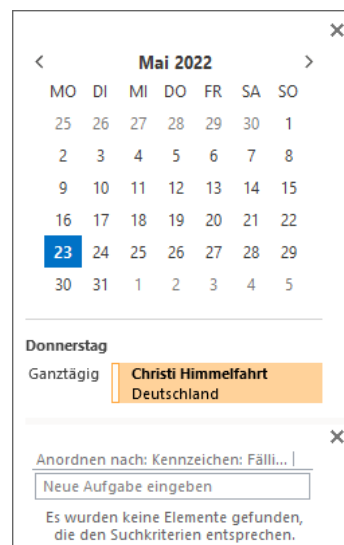 Mai 2022
MO DI MI DO FR SA SO
25 26 27 28 29 30 1
2 3 4 5 6 7 8
9 10 11 12 13 14 15
16 17 18 19 20 21 22
23 24 25 26 27 28 29
30 31 1 2 3 4 5
Donnerstag
Ganztägig Christi Himmelfahrt
Deutschland
Anordnen nach: Kennzeichen: Fälli... |
Neue Aufgabe eingeben
Es wurden keine Elemente gefunden,
die den Suchkriterien entsprechen.